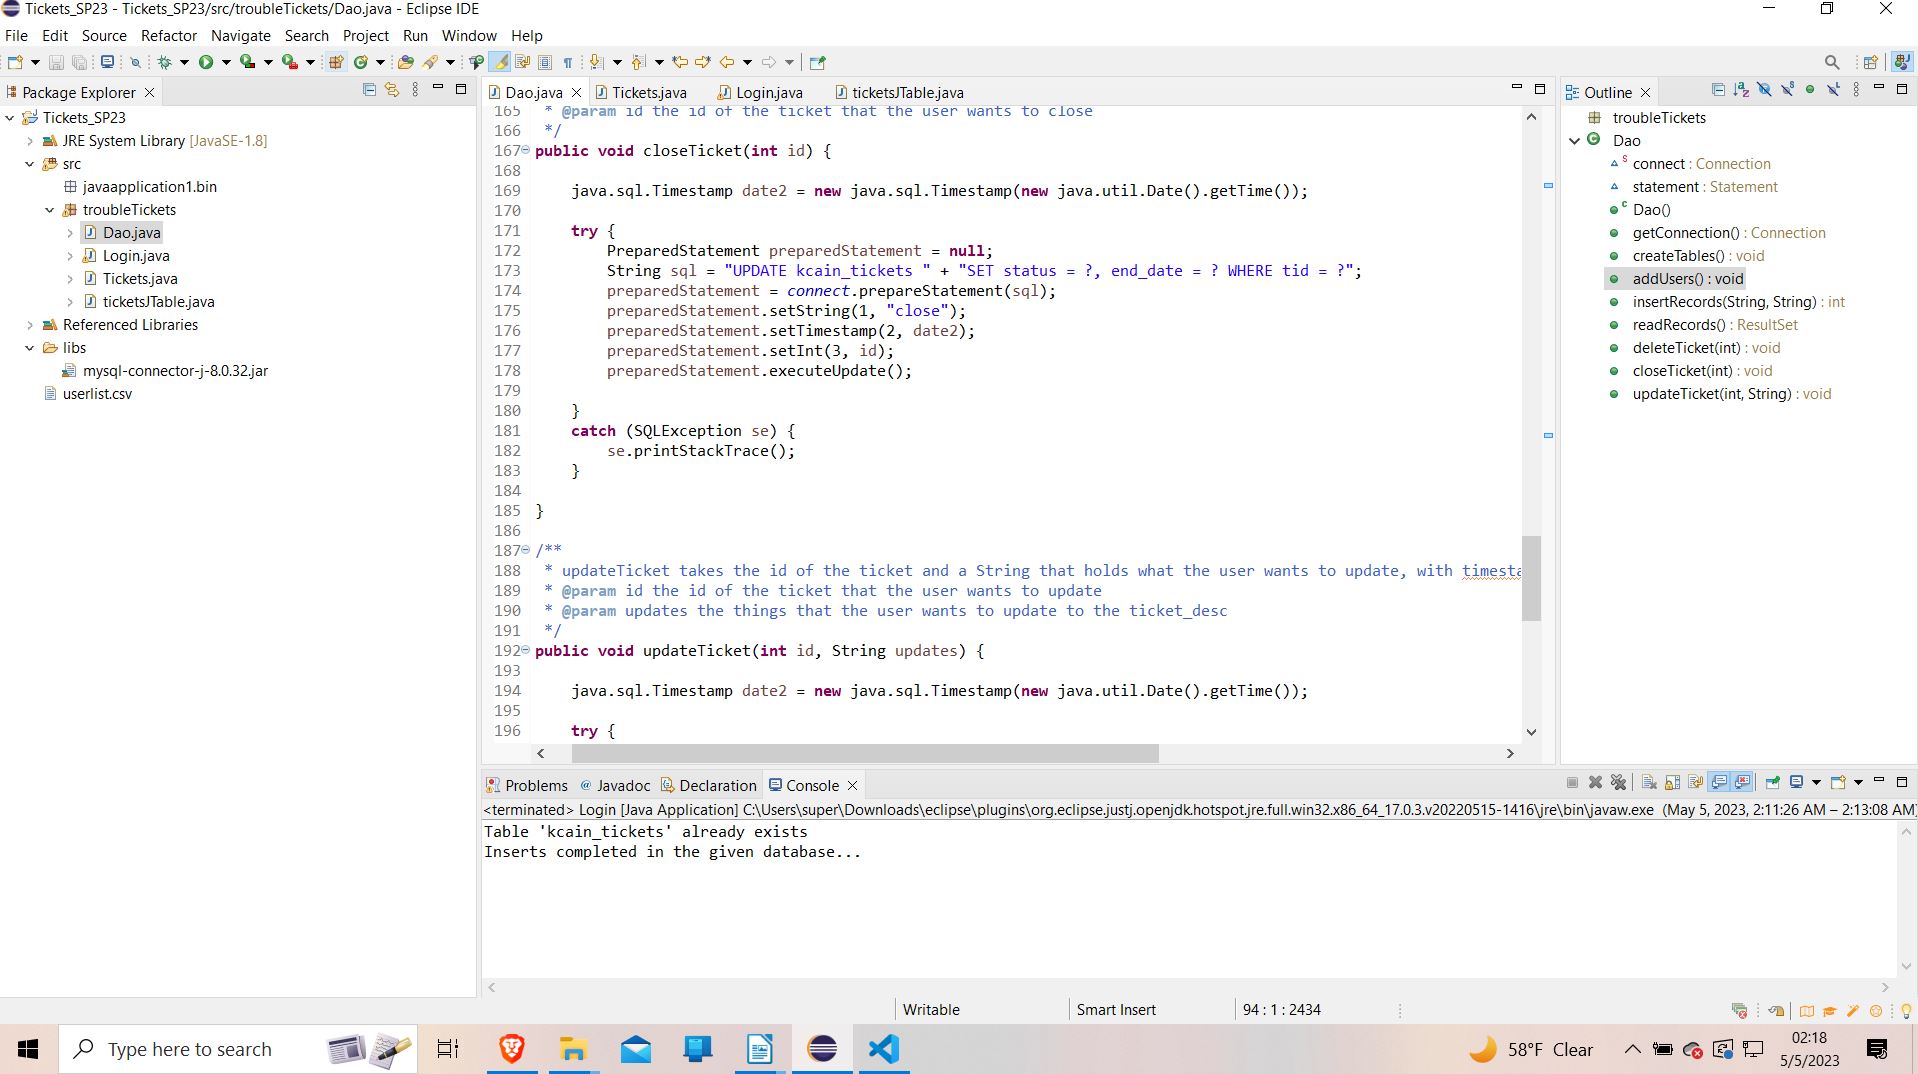 Tickets_SP23 - Tickets_SP23/src/troubleTickets/Dao.java - Eclipse IDE
File Edit Source Refactor Navigate Search Project Run Window Help
Package Explorer
Tickets_SP23
JRE System Library [JavaSE-1.8]
src
javaapplication1.bin
troubleTickets
Dao.java
Login.java
Tickets.java
ticketsJTable.java
Referenced Libraries
libs
mysql-connector-j-8.0.32.jar
userlist.csv
Dao.java Tickets.java Login.java ticketsJTable.java
165 * @param id the id of the ticket that the user wants to close
166 */
167 public void closeTicket(int id) {
168
169 java.sql.Timestamp date2 = new java.sql.Timestamp(new java.util.Date().getTime());
170
171 try {
172 PreparedStatement preparedStatement = null;
173 String sql = "UPDATE kcain_tickets " + "SET status = ?, end_date = ? WHERE tid = ?";
174 preparedStatement = connect.prepareStatement(sql);
175 preparedStatement.setString(1, "close");
176 preparedStatement.setTimestamp(2, date2);
177 preparedStatement.setInt(3, id);
178 preparedStatement.executeUpdate();
179
180 }
181 catch (SQLException se) {
182 se.printStackTrace();
183 }
184
185 }
186
187 /**
188 * updateTicket takes the id of the ticket and a String that holds what the user wants to update, with timesta
189 * @param id the id of the ticket that the user wants to update
190 * @param updates the things that the user wants to update to the ticket_desc
191 */
192 public void updateTicket(int id, String updates) {
193
194 java.sql.Timestamp date2 = new java.sql.Timestamp(new java.util.Date().getTime());
195
196 try {
Outline
troubleTickets
Dao
connect : Connection
statement : Statement
Dao()
getConnection() : Connection
createTables() : void
addUsers() : void
insertRecords(String, String) : int
readRecords() : ResultSet
deleteTicket(int) : void
closeTicket(int) : void
updateTicket(int, String) : void
Problems Javadoc Declaration Console
<terminated> Login [Java Application] C:\Users\super\Downloads\eclipse\plugins\org.eclipse.justj.openjdk.hotspot.jre.full.win32.x86_64_17.0.3.v20220515-1416\jre\bin\javaw.exe (May 5, 2023, 2:11:26 AM – 2:13:08 AM)
Table 'kcain_tickets' already exists
Inserts completed in the given database...
Writable Smart Insert 94 : 1 : 2434
Type here to search
58°F Clear
02:18
5/5/2023